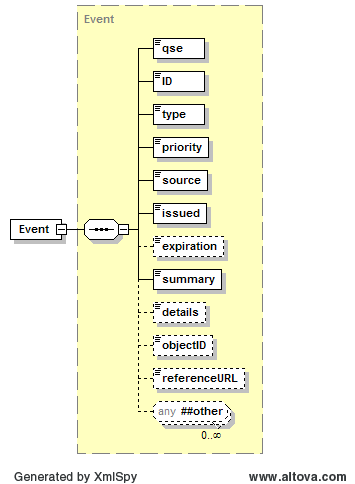 Event
qse
ID
type
priority
source
issued
Event
expiration
summary
details
objectID
referenceURL
any ##other
0..∞
Generated by XmlSpy www.altova.com